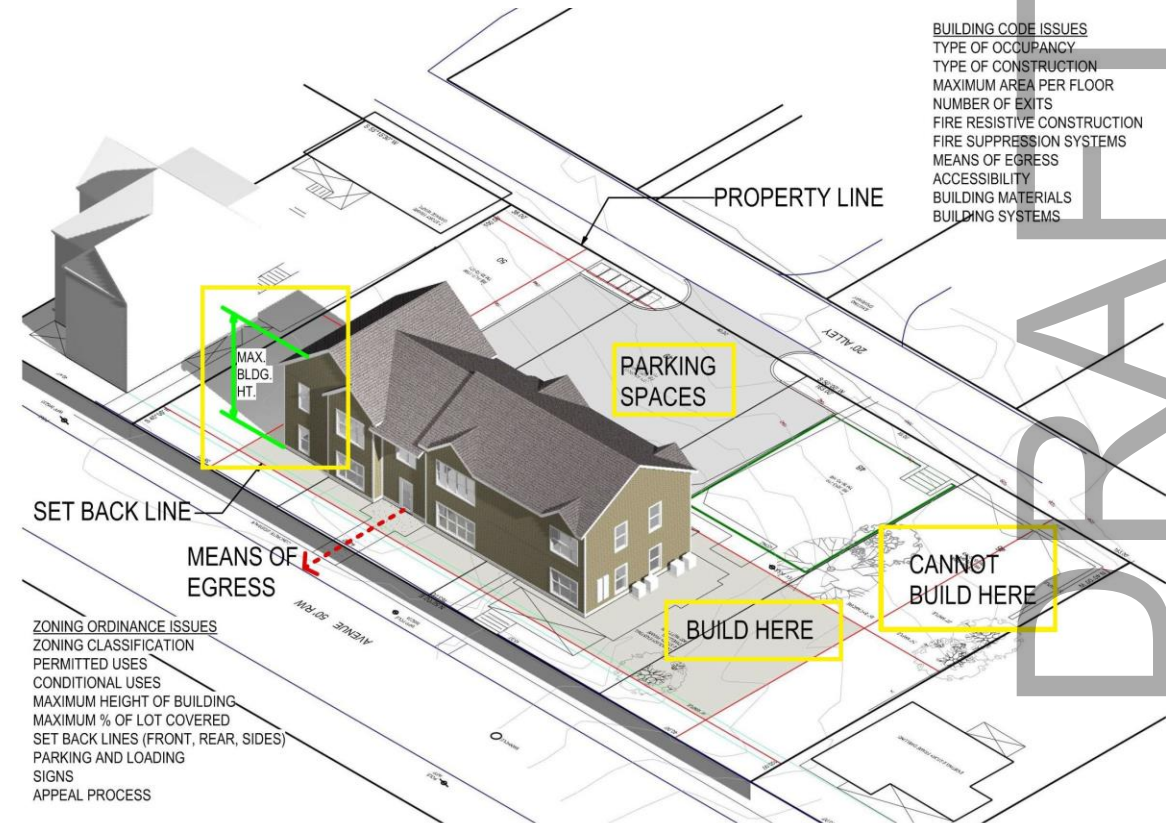 BUILDING CODE ISSUES
TYPE OF OCCUPANCY
TYPE OF CONSTRUCTION
MAXIMUM AREA PER FLOOR
NUMBER OF EXITS
FIRE RESISTIVE CONSTRUCTION
FIRE SUPPRESSION SYSTEMS
MEANS OF EGRESS
ACCESSIBILITY
BUILDING MATERIALS
BUILDING SYSTEMS
DRAFT
PROPERTY LINE
20' ALLEY
MAX.
BLDG.
HT.
PARKING
SPACES
SET BACK LINE
MEANS OF
EGRESS
CANNOT
BUILD HERE
BUILD HERE
AVENUE 50' R/W
ZONING ORDINANCE ISSUES
ZONING CLASSIFICATION
PERMITTED USES
CONDITIONAL USES
MAXIMUM HEIGHT OF BUILDING
MAXIMUM % OF LOT COVERED
SET BACK LINES (FRONT, REAR, SIDES)
PARKING AND LOADING
SIGNS
APPEAL PROCESS